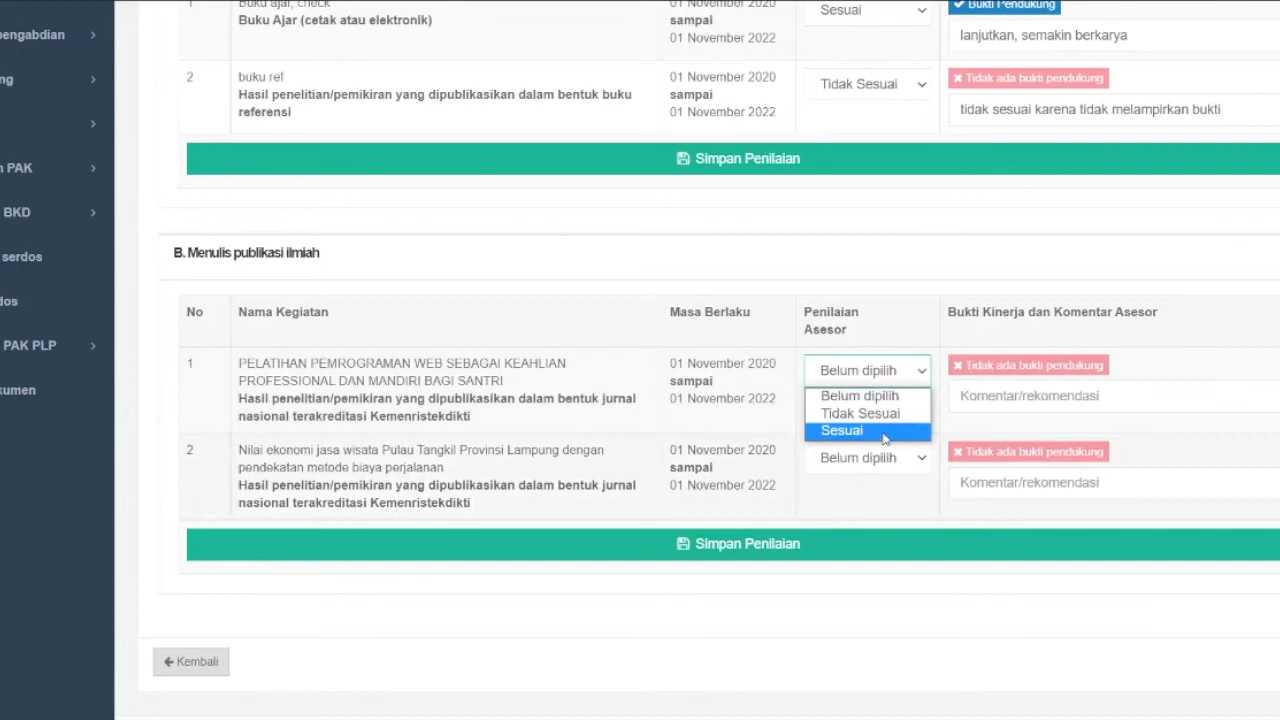 pengabdian
ng
n PAK
BKD
serdos
dos
PAK PLP
kumen
1
Buku ajar, check
Buku Ajar (cetak atau elektronik)
01 November 2020
sampai
01 November 2022
Sesuai
Bukti Pendukung
lanjutkan, semakin berkarya
2
buku ref
Hasil penelitian/pemikiran yang dipublikasikan dalam bentuk buku
referensi
01 November 2020
sampai
01 November 2022
Tidak Sesuai
Tidak ada bukti pendukung
tidak sesuai karena tidak melampirkan bukti
Simpan Penilaian
B. Menulis publikasi ilmiah
No
Nama Kegiatan
Masa Berlaku
Penilaian
Asesor
Bukti Kinerja dan Komentar Asesor
1
PELATIHAN PEMROGRAMAN WEB SEBAGAI KEAHLIAN
PROFESSIONAL DAN MANDIRI BAGI SANTRI
Hasil penelitian/pemikiran yang dipublikasikan dalam bentuk jurnal
nasional terakreditasi Kemenristekdikti
01 November 2020
sampai
01 November 2022
Belum dipilih
Belum dipilih
Tidak Sesuai
Sesuai
Tidak ada bukti pendukung
Komentar/rekomendasi
2
Nilai ekonomi jasa wisata Pulau Tangkil Provinsi Lampung dengan
pendekatan metode biaya perjalanan
Hasil penelitian/pemikiran yang dipublikasikan dalam bentuk jurnal
nasional terakreditasi Kemenristekdikti
01 November 2020
sampai
01 November 2022
Belum dipilih
Tidak ada bukti pendukung
Komentar/rekomendasi
Simpan Penilaian
Kembali